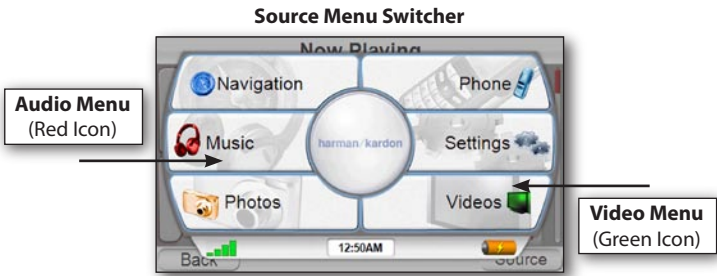 Source Menu Switcher
Now Playing
Navigation
Phone
Audio Menu
(Red Icon)
Music
harman/kardon
Settings
Photos
Videos
Video Menu
(Green Icon)
Back
12:50AM
Source